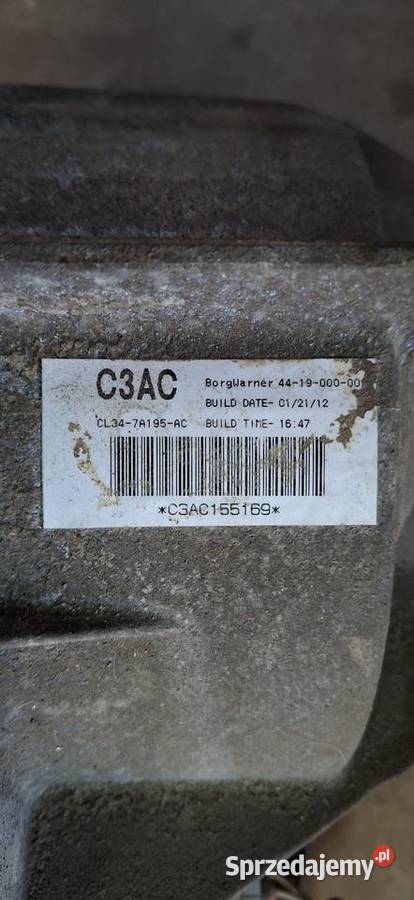 C3AC
BorgWarner 44-19-000-00
BUILD DATE- 01/21/12
CL34-7A195-AC BUILD TIME- 16:47
*C3AC155169*
Sprzedajemy.pl